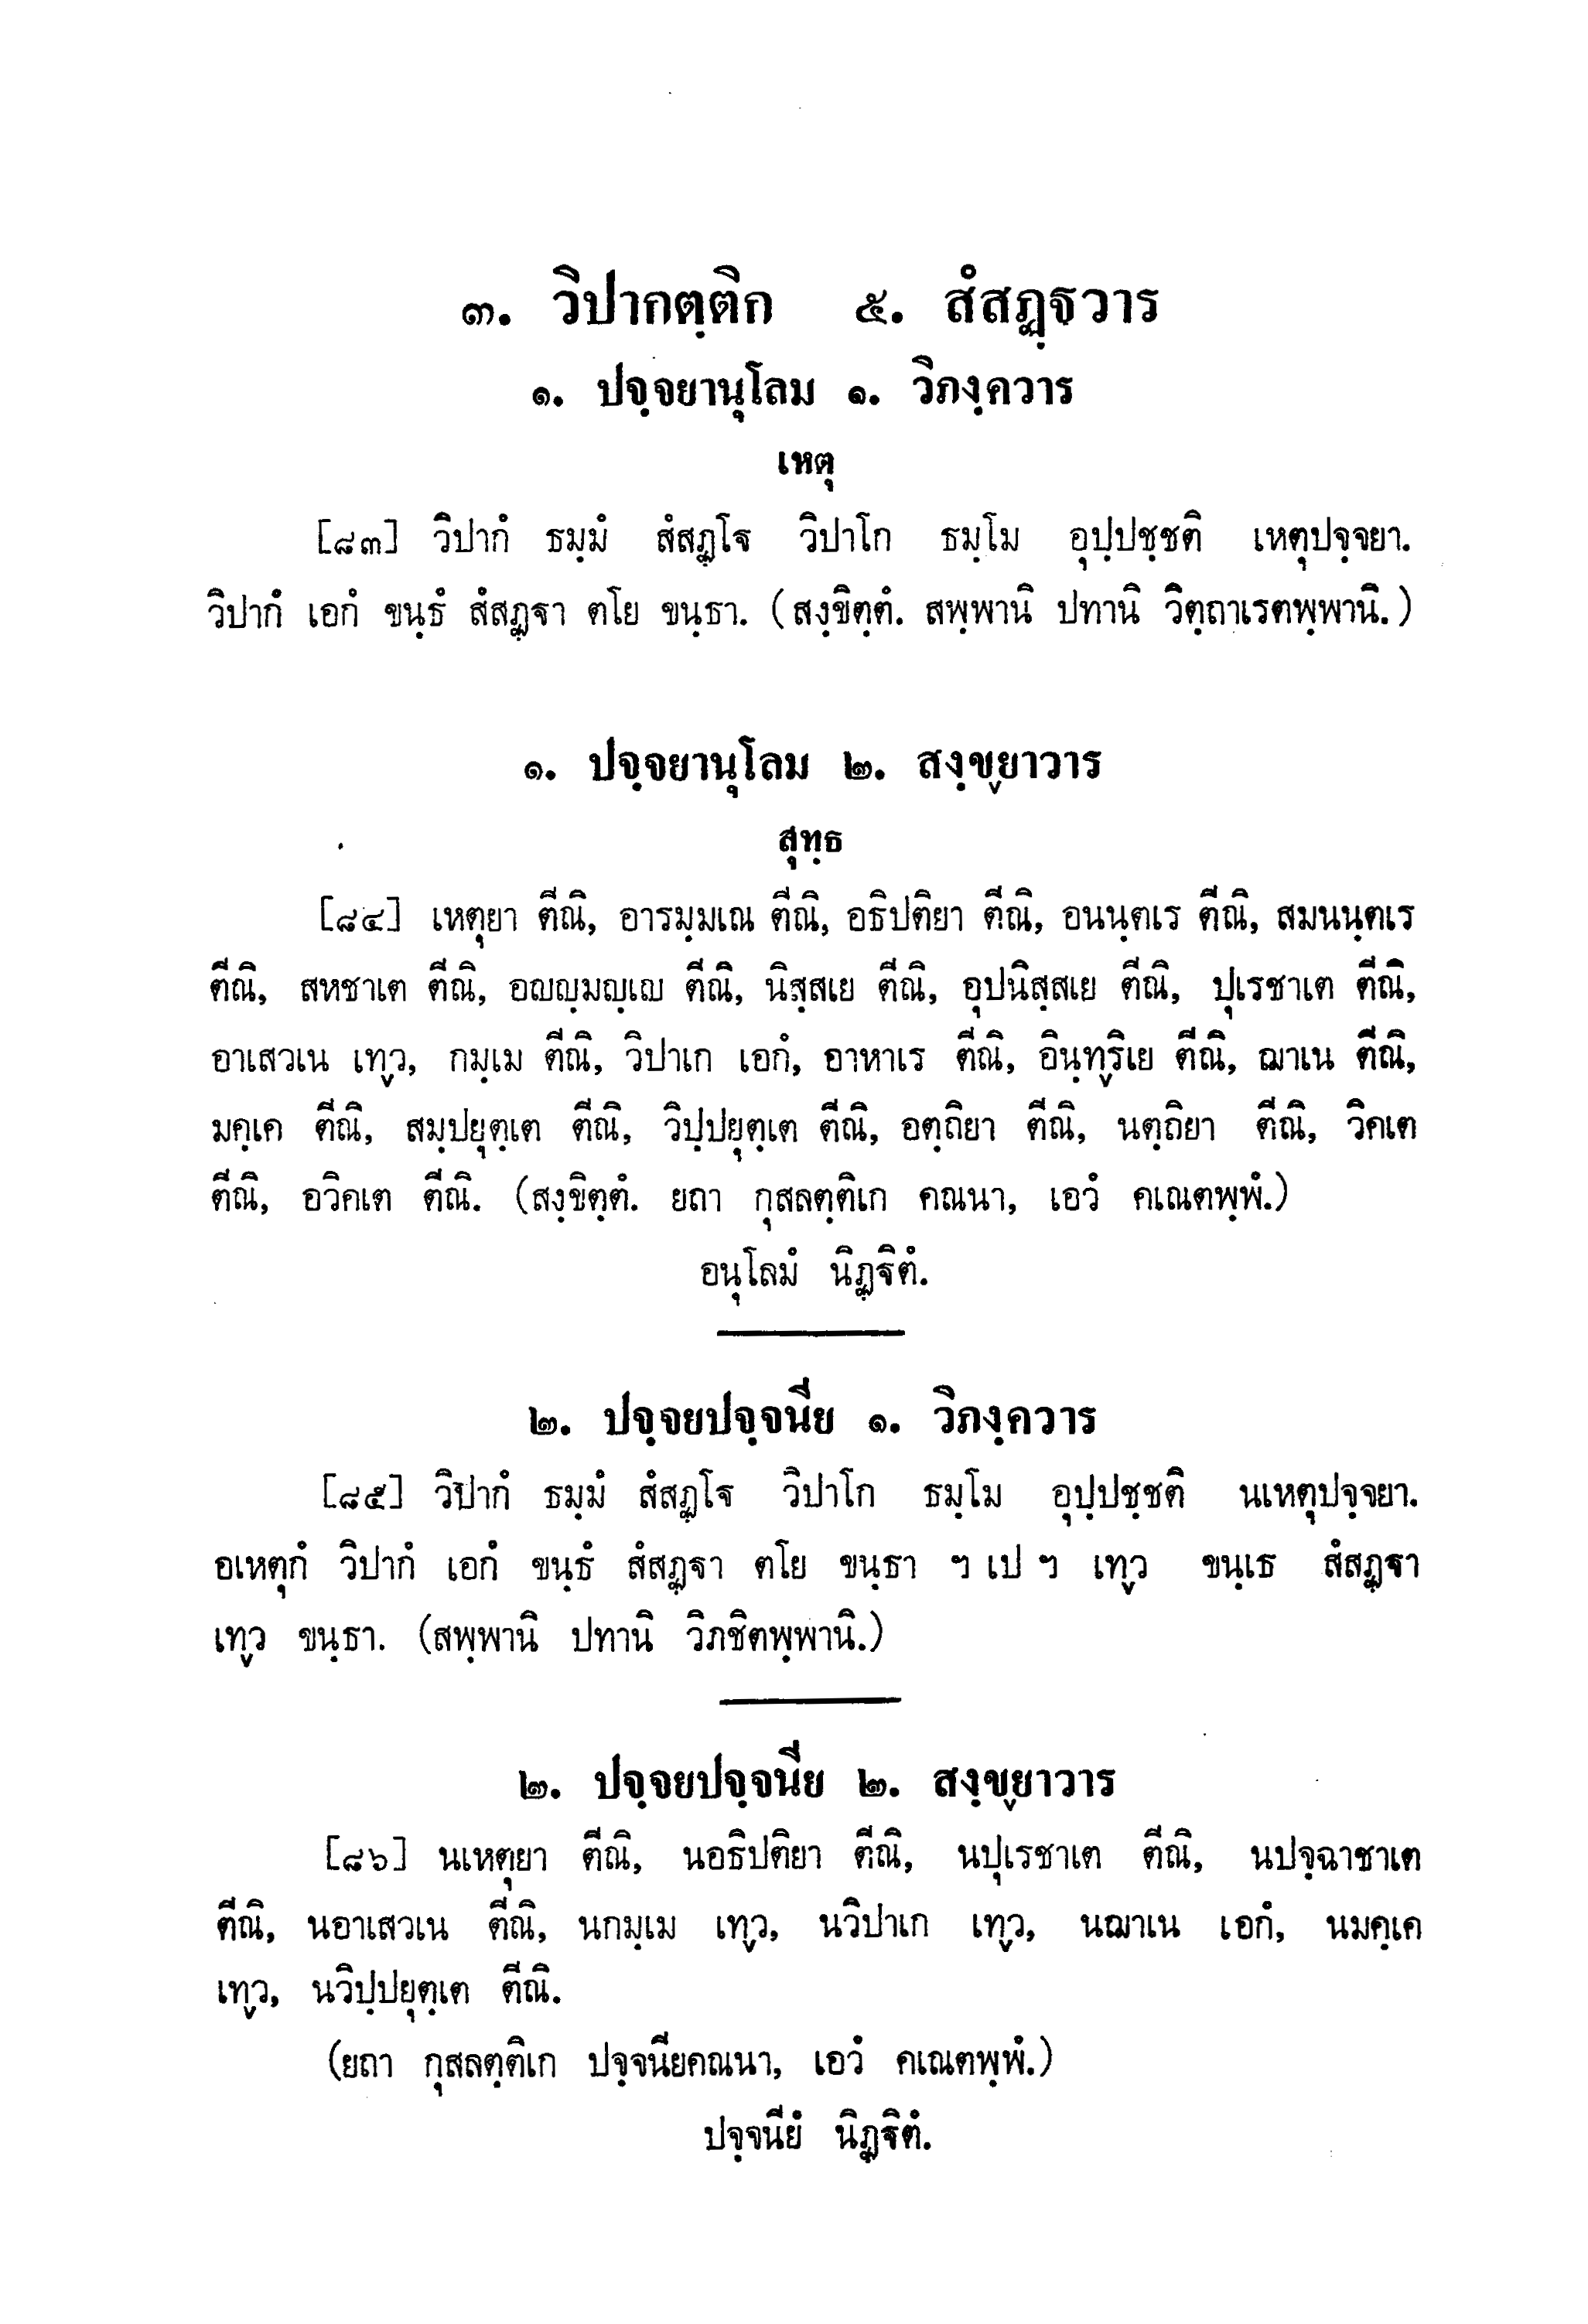 ๓. วิปากตฺติก ๕. สํสฏฺฐวาร
๑. ปจฺจยานุโลม ๑. วิภงฺควาร
เหตุ
[๘๓] วิปากํ ธมฺมํ สํสฏฺโฐ วิปาโก ธมฺโม อุปฺปชฺชติ เหตุปจฺจยา.
วิปากํ เอกํ ขนฺธํ สํสฏฺฐา ตโย ขนฺธา. (สงฺขิตฺตํ. สพฺพานิ ปทานิ วิตฺถาเรตพฺพานิ.)
๑. ปจฺจยานุโลม ๒. สงฺขฺยาวาร
สุทฺธ
[๘๔] เหตุยา ตีณิ, อารมฺมเณ ตีณิ, อธิปติยา ตีณิ, อนนฺตเร ตีณิ, สมนนฺตเร
ตีณิ, สหชาเต ตีณิ, อญฺญมญฺเญ ตีณิ, นิสฺสเย ตีณิ, อุปนิสฺสเย ตีณิ, ปุเรชาเต ตีณิ,
อาเสวเน เทฺว, กมฺเม ตีณิ, วิปาเก เอกํ, อาหาเร ตีณิ, อินฺทฺริเย ตีณิ, ฌาเน ตีณิ,
มคฺเค ตีณิ, สมฺปยุตฺเต ตีณิ, วิปฺปยุตฺเต ตีณิ, อตฺถิยา ตีณิ, นตฺถิยา ตีณิ, วิคเต
ตีณิ, อวิคเต ตีณิ. (สงฺขิตฺตํ. ยถา กุสลตฺติเก คณนา, เอวํ คเณตพฺพํ.)
อนุโลมํ นิฏฺฐิตํ.
๒. ปจฺจยปจฺจนีย ๑. วิภงฺควาร
[๘๕] วิปากํ ธมฺมํ สํสฏฺโฐ วิปาโก ธมฺโม อุปฺปชฺชติ นเหตุปจฺจยา.
อเหตุกํ วิปากํ เอกํ ขนฺธํ สํสฏฺฐา ตโย ขนฺธา ฯ เป ฯ เทฺว ขนฺเธ สํสฏฺฐา
เทฺว ขนฺธา. (สพฺพานิ ปทานิ วิภชิตพฺพานิ.)
๒. ปจฺจยปจฺจนีย ๒. สงฺขฺยาวาร
[๘๖] นเหตุยา ตีณิ, นอธิปติยา ตีณิ, นปุเรชาเต ตีณิ, นปจฺฉาชาเต
ตีณิ, นอาเสวเน ตีณิ, นกมฺเม เทฺว, นวิปาเก เทฺว, นฌาเน เอกํ, นมคฺเค
เทฺว, นวิปฺปยุตฺเต ตีณิ.
(ยถา กุสลตฺติเก ปจฺจนียคณนา, เอวํ คเณตพฺพํ.)
ปจฺจนียํ นิฏฺฐิตํ.